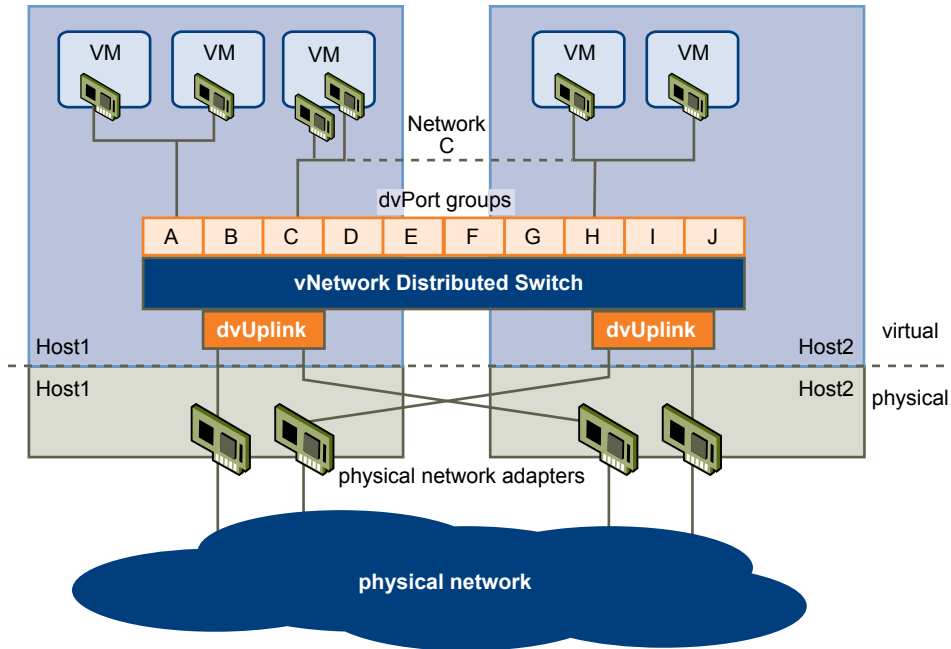 VM
VM
VM
VM
VM
Network
C
dvPort groups
A B C D E F G H I J
vNetwork Distributed Switch
dvUplink
dvUplink
Host1
Host2
virtual
Host1
Host2
physical
physical network adapters
physical network